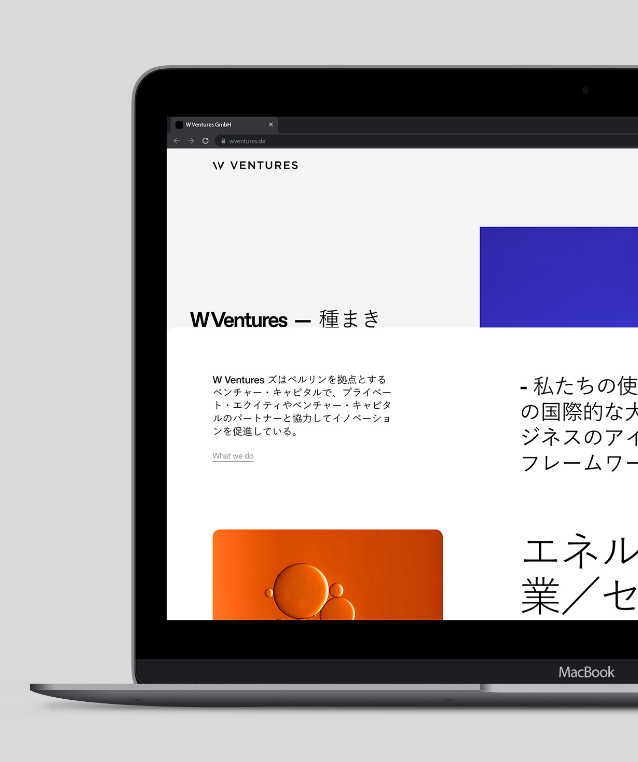 W Ventures GmbH
wventures.de
W VENTURES
W Ventures — 種まき
W Ventures ズはベルリンを拠点とする
ベンチャー・キャピタルで、プライベー
ト・エクイティやベンチャー・キャピタ
ルのパートナーと協力してイノベーショ
ンを促進している。
What we do
- 私たちの使
の国際的な大
ジネスのアイ
フレームワー
エネル
業／セ
MacBook